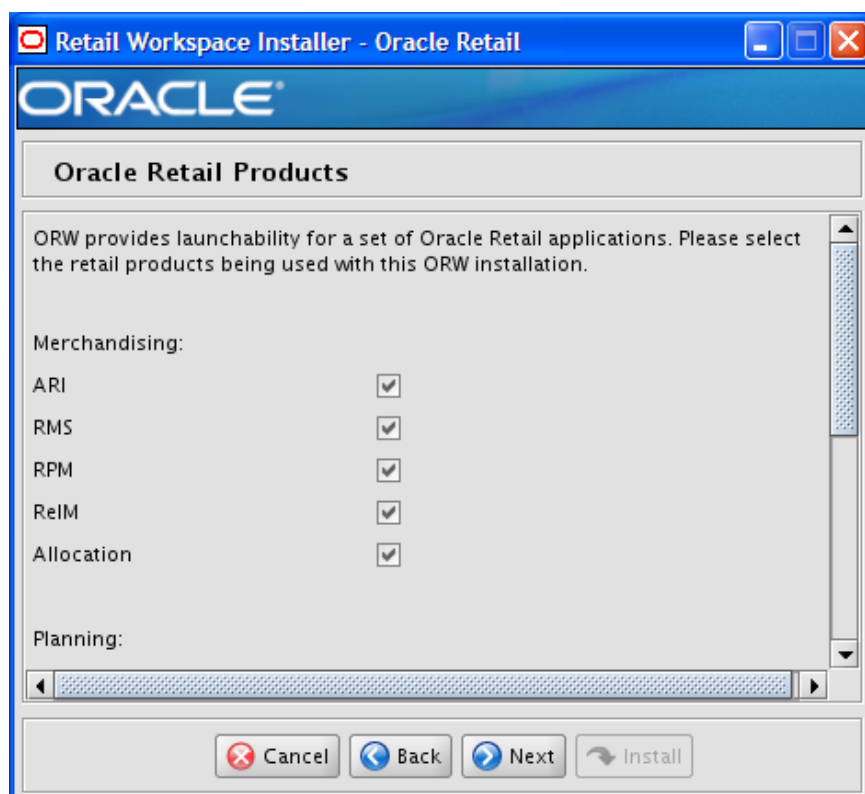 Retail Workspace Installer - Oracle Retail
ORACLE®
Oracle Retail Products
ORW provides launchability for a set of Oracle Retail applications. Please select
the retail products being used with this ORW installation.
Merchandising:
ARI
RMS
RPM
ReIM
Allocation
Planning:
Cancel Back Next Install